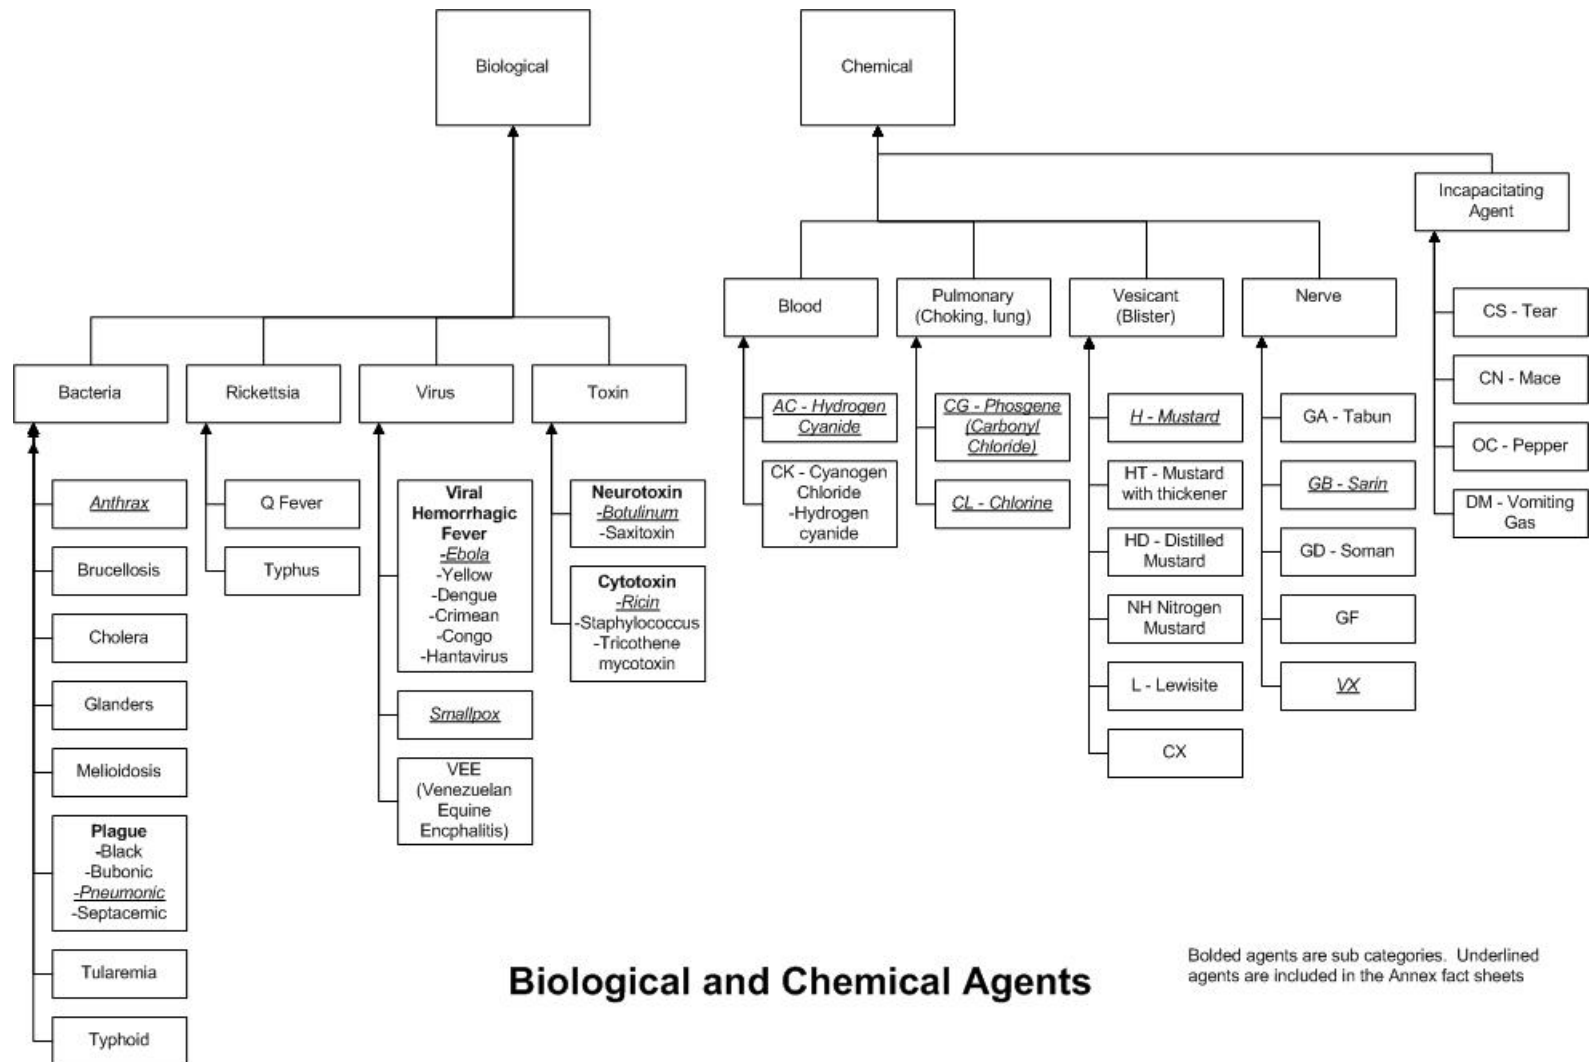 Biological
Chemical
Incapacitating
Agent
Blood
Pulmonary
(Choking, lung)
Vesicant
(Blister)
Nerve
CS - Tear
CN - Mace
OC - Pepper
DM - Vomiting
Gas
Bacteria
Rickettsia
Virus
Toxin
AC - Hydrogen
Cyanide
CK - Cyanogen
Chloride
-Hydrogen
cyanide
CG - Phosgene
(Carbonyl
Chloride)
CL - Chlorine
H - Mustard
HT - Mustard
with thickener
HD - Distilled
Mustard
NH Nitrogen
Mustard
L - Lewisite
CX
GA - Tabun
GB - Sarin
GD - Soman
GF
VX
Anthrax
Brucellosis
Cholera
Glanders
Melioidosis
Plague
-Black
-Bubonic
-Pneumonic
-Septacemic
Tularemia
Typhoid
Q Fever
Typhus
Viral
Hemorrhagic
Fever
-Ebola
-Yellow
-Dengue
-Crimean
-Congo
-Hantavirus
Smallpox
VEE
(Venezuelan
Equine
Encphalitis)
Neurotoxin
-Botulinum
-Saxitoxin
Cytotoxin
-Ricin
-Staphylococcus
-Tricothene
mycotoxin
Biological and Chemical Agents
Bolded agents are sub categories. Underlined
agents are included in the Annex fact sheets